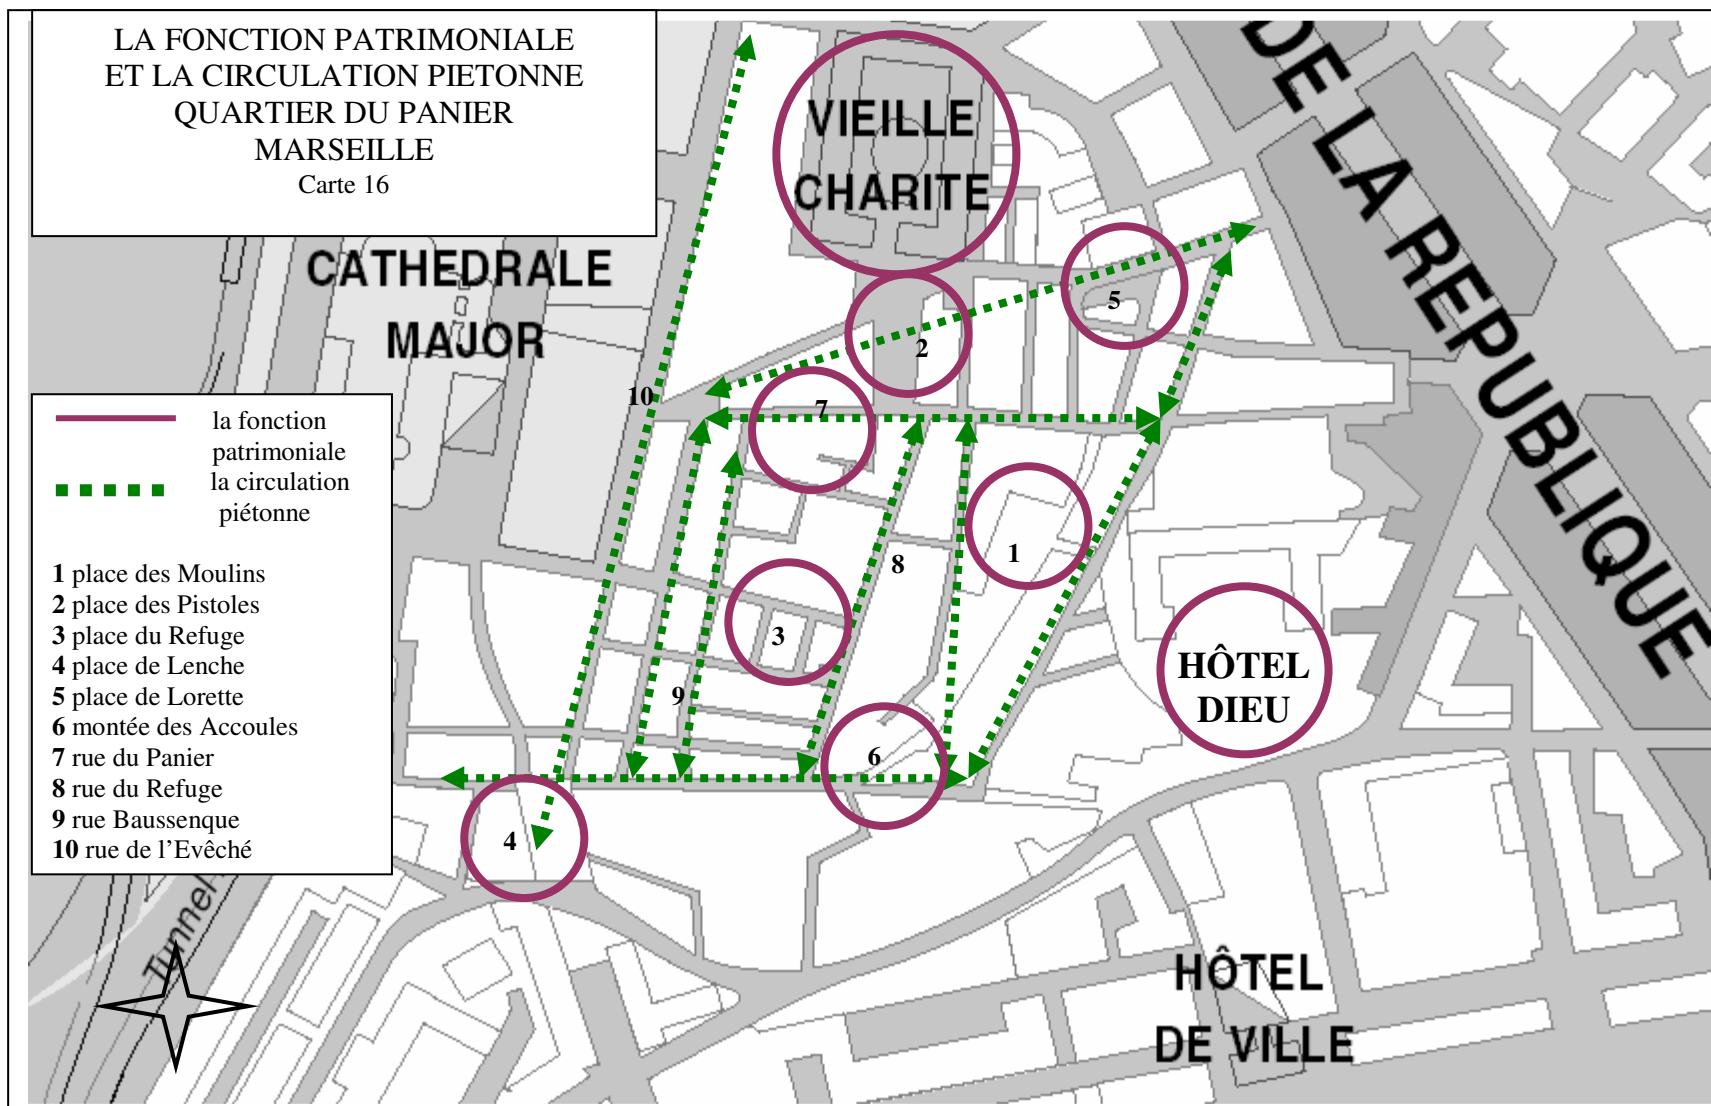 LA FONCTION PATRIMONIALE
ET LA CIRCULATION PIETONNE
QUARTIER DU PANIER
MARSEILLE
Carte 16
VIEILLE
CHARITE
DE LA REPUBLIQUE
CATHEDRALE
MAJOR
5
2
10
7
la fonction
patrimoniale
la circulation
piétonne
1 place des Moulins
2 place des Pistoles
3 place du Refuge
4 place de Lenche
5 place de Lorette
6 montée des Accoules
7 rue du Panier
8 rue du Refuge
9 rue Baussenque
10 rue de l'Evêché
1
8
3
9
HÔTEL
DIEU
6
4
Tunnel
HÔTEL
DE VILLE